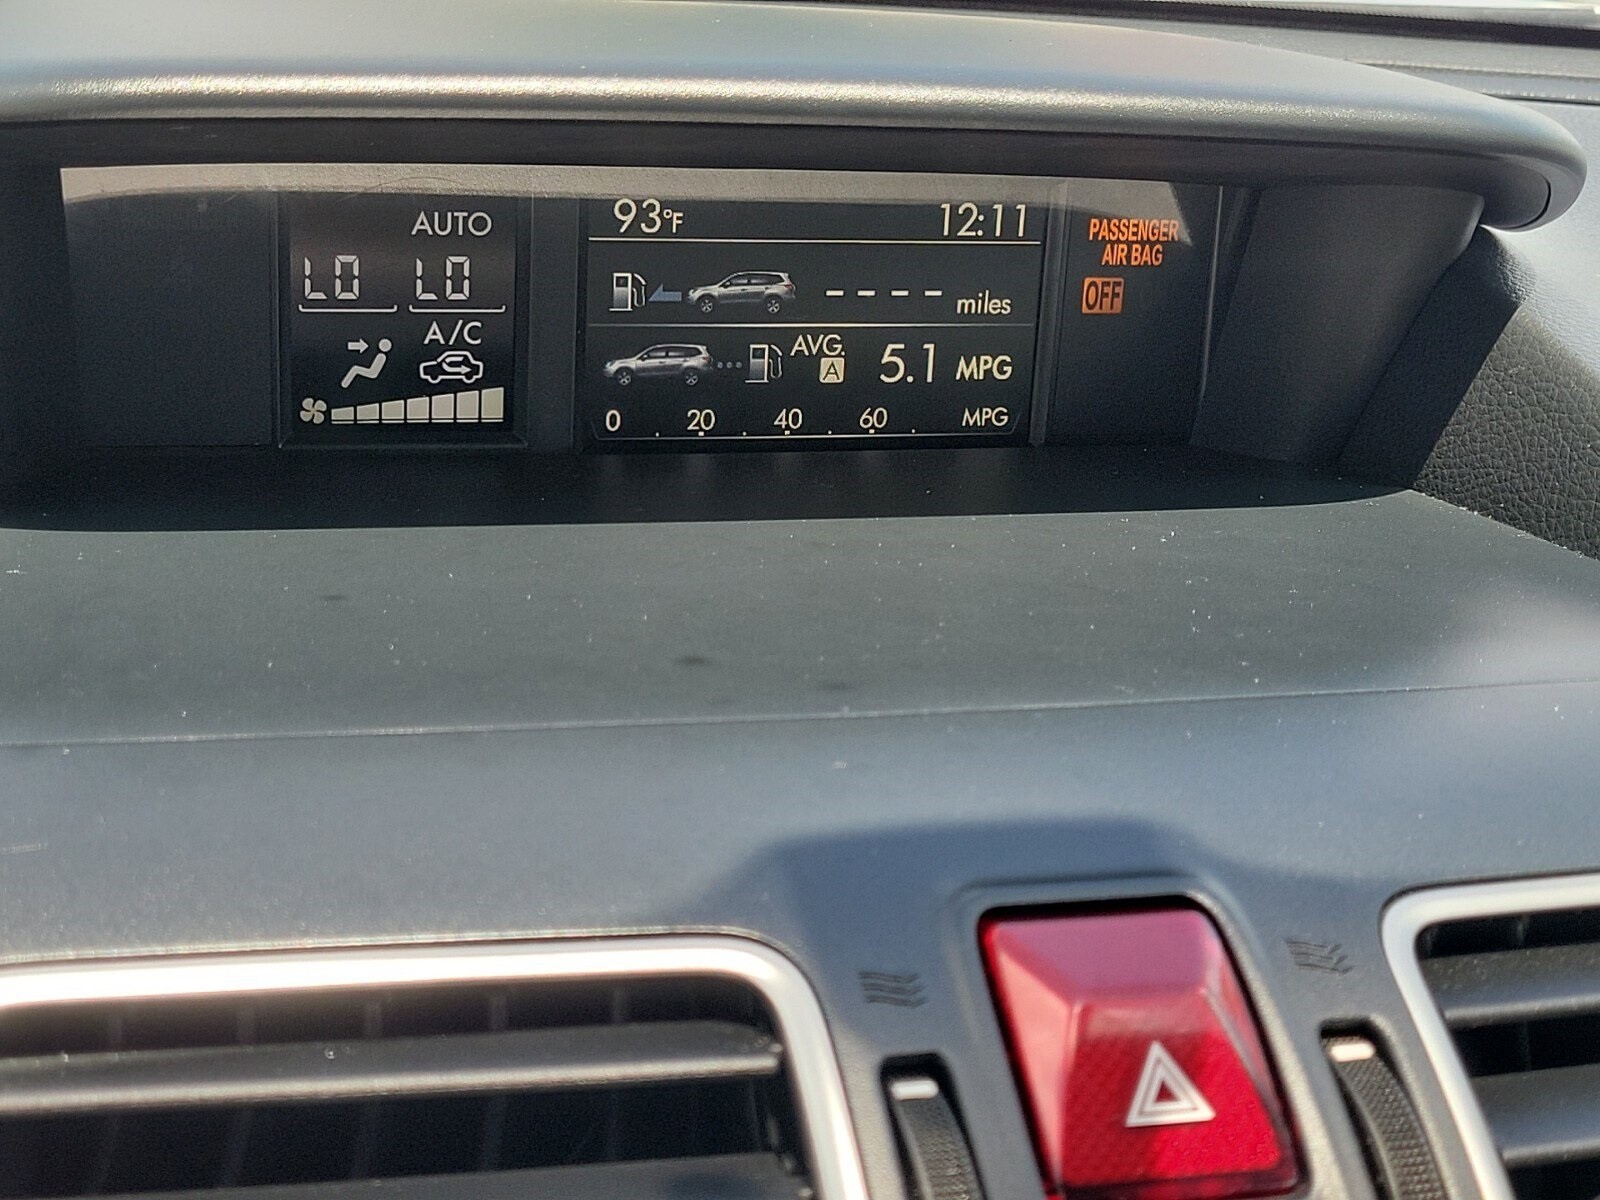 AUTO
LO LO
A/C
93°F 12:11
---- miles
AVG. A 5.1 MPG
0 20 40 60 MPG
PASSENGER
AIR BAG
OFF